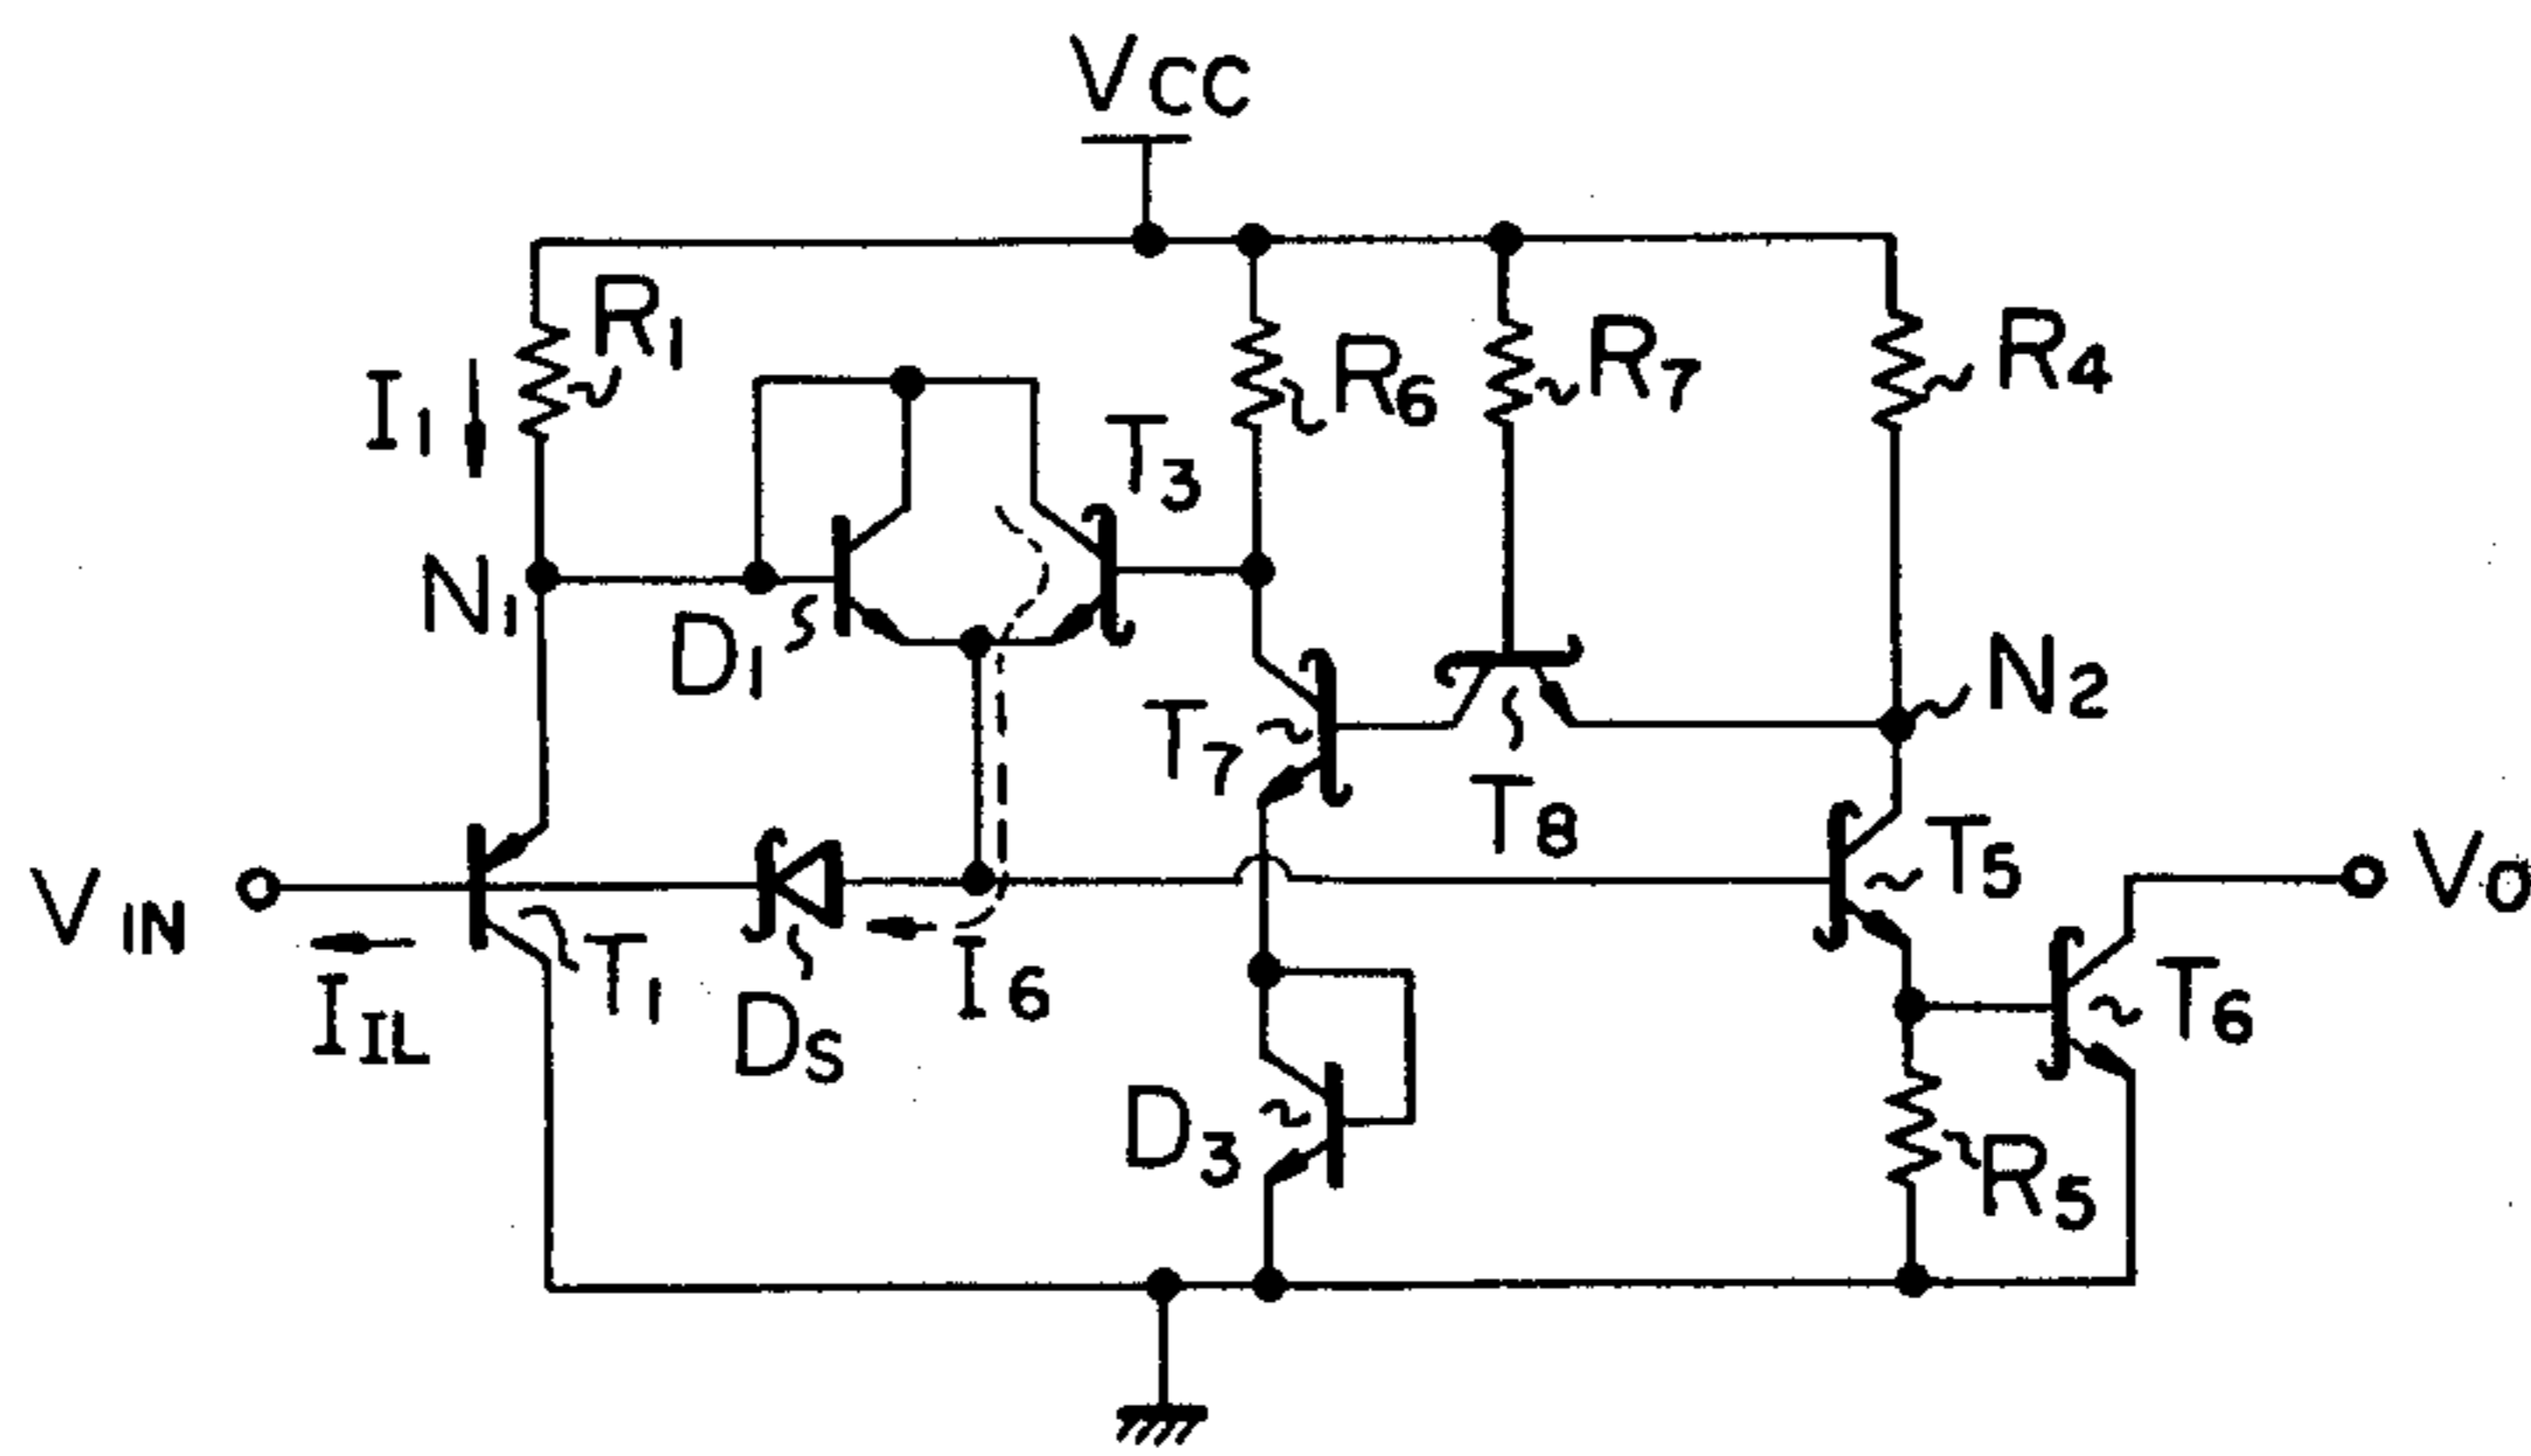 VCC
R1
I1
R6
R7
R4
T3
N1
D1
N2
T7
T8
T5
VIN
VO
IIL
T1
DS
I6
T6
D3
R5